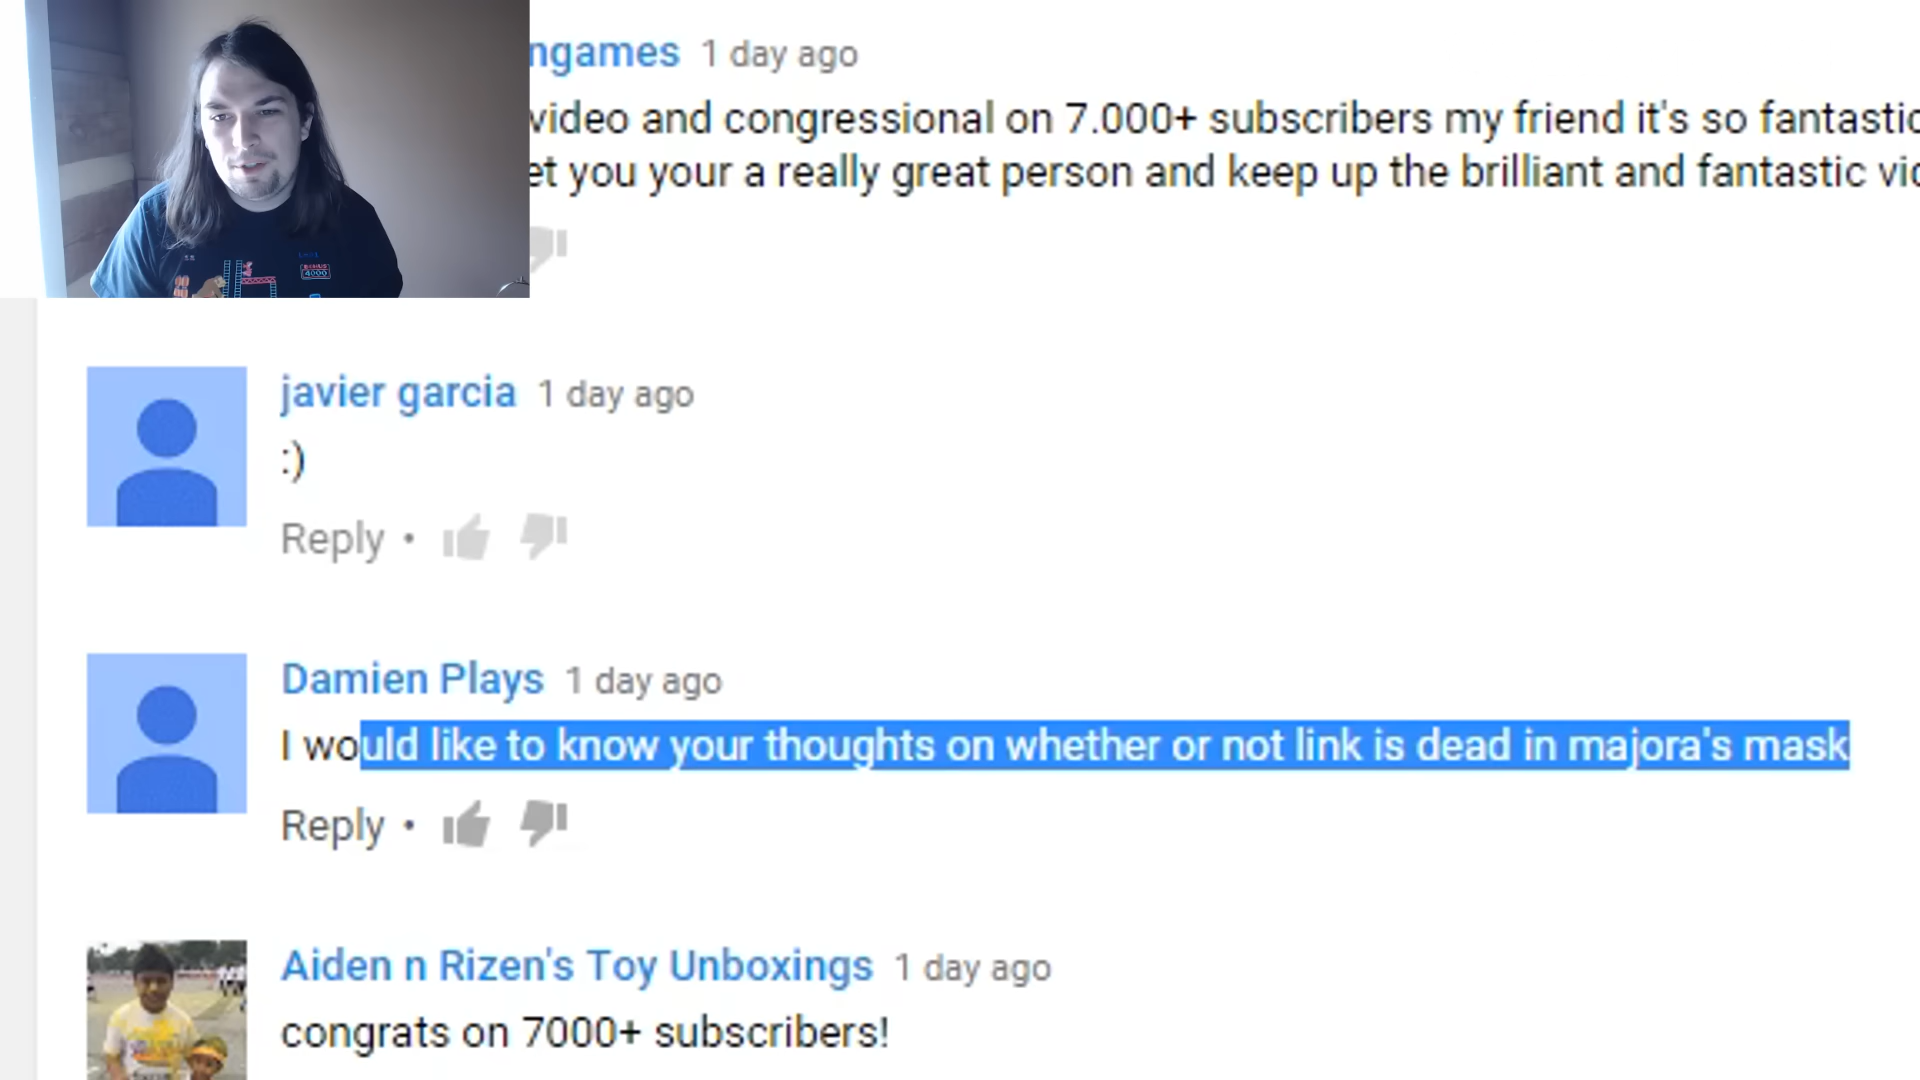 ngames 1 day ago
video and congressional on 7.000+ subscribers my friend it's so fantastic
et you your a really great person and keep up the brilliant and fantastic vic
BONUS
4000
javier garcia 1 day ago
:)
Reply •
Damien Plays 1 day ago
I would like to know your thoughts on whether or not link is dead in majora's mask
Reply •
Aiden n Rizen's Toy Unboxings 1 day ago
congrats on 7000+ subscribers!